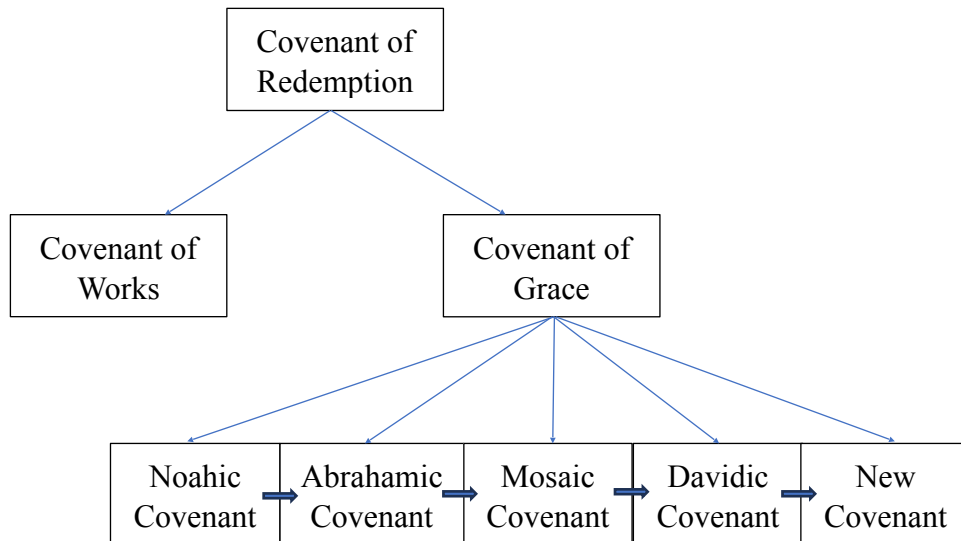 Covenant of
Redemption
Covenant of
Works
Covenant of
Grace
Noahic
Covenant
Abrahamic
Covenant
Mosaic
Covenant
Davidic
Covenant
New
Covenant